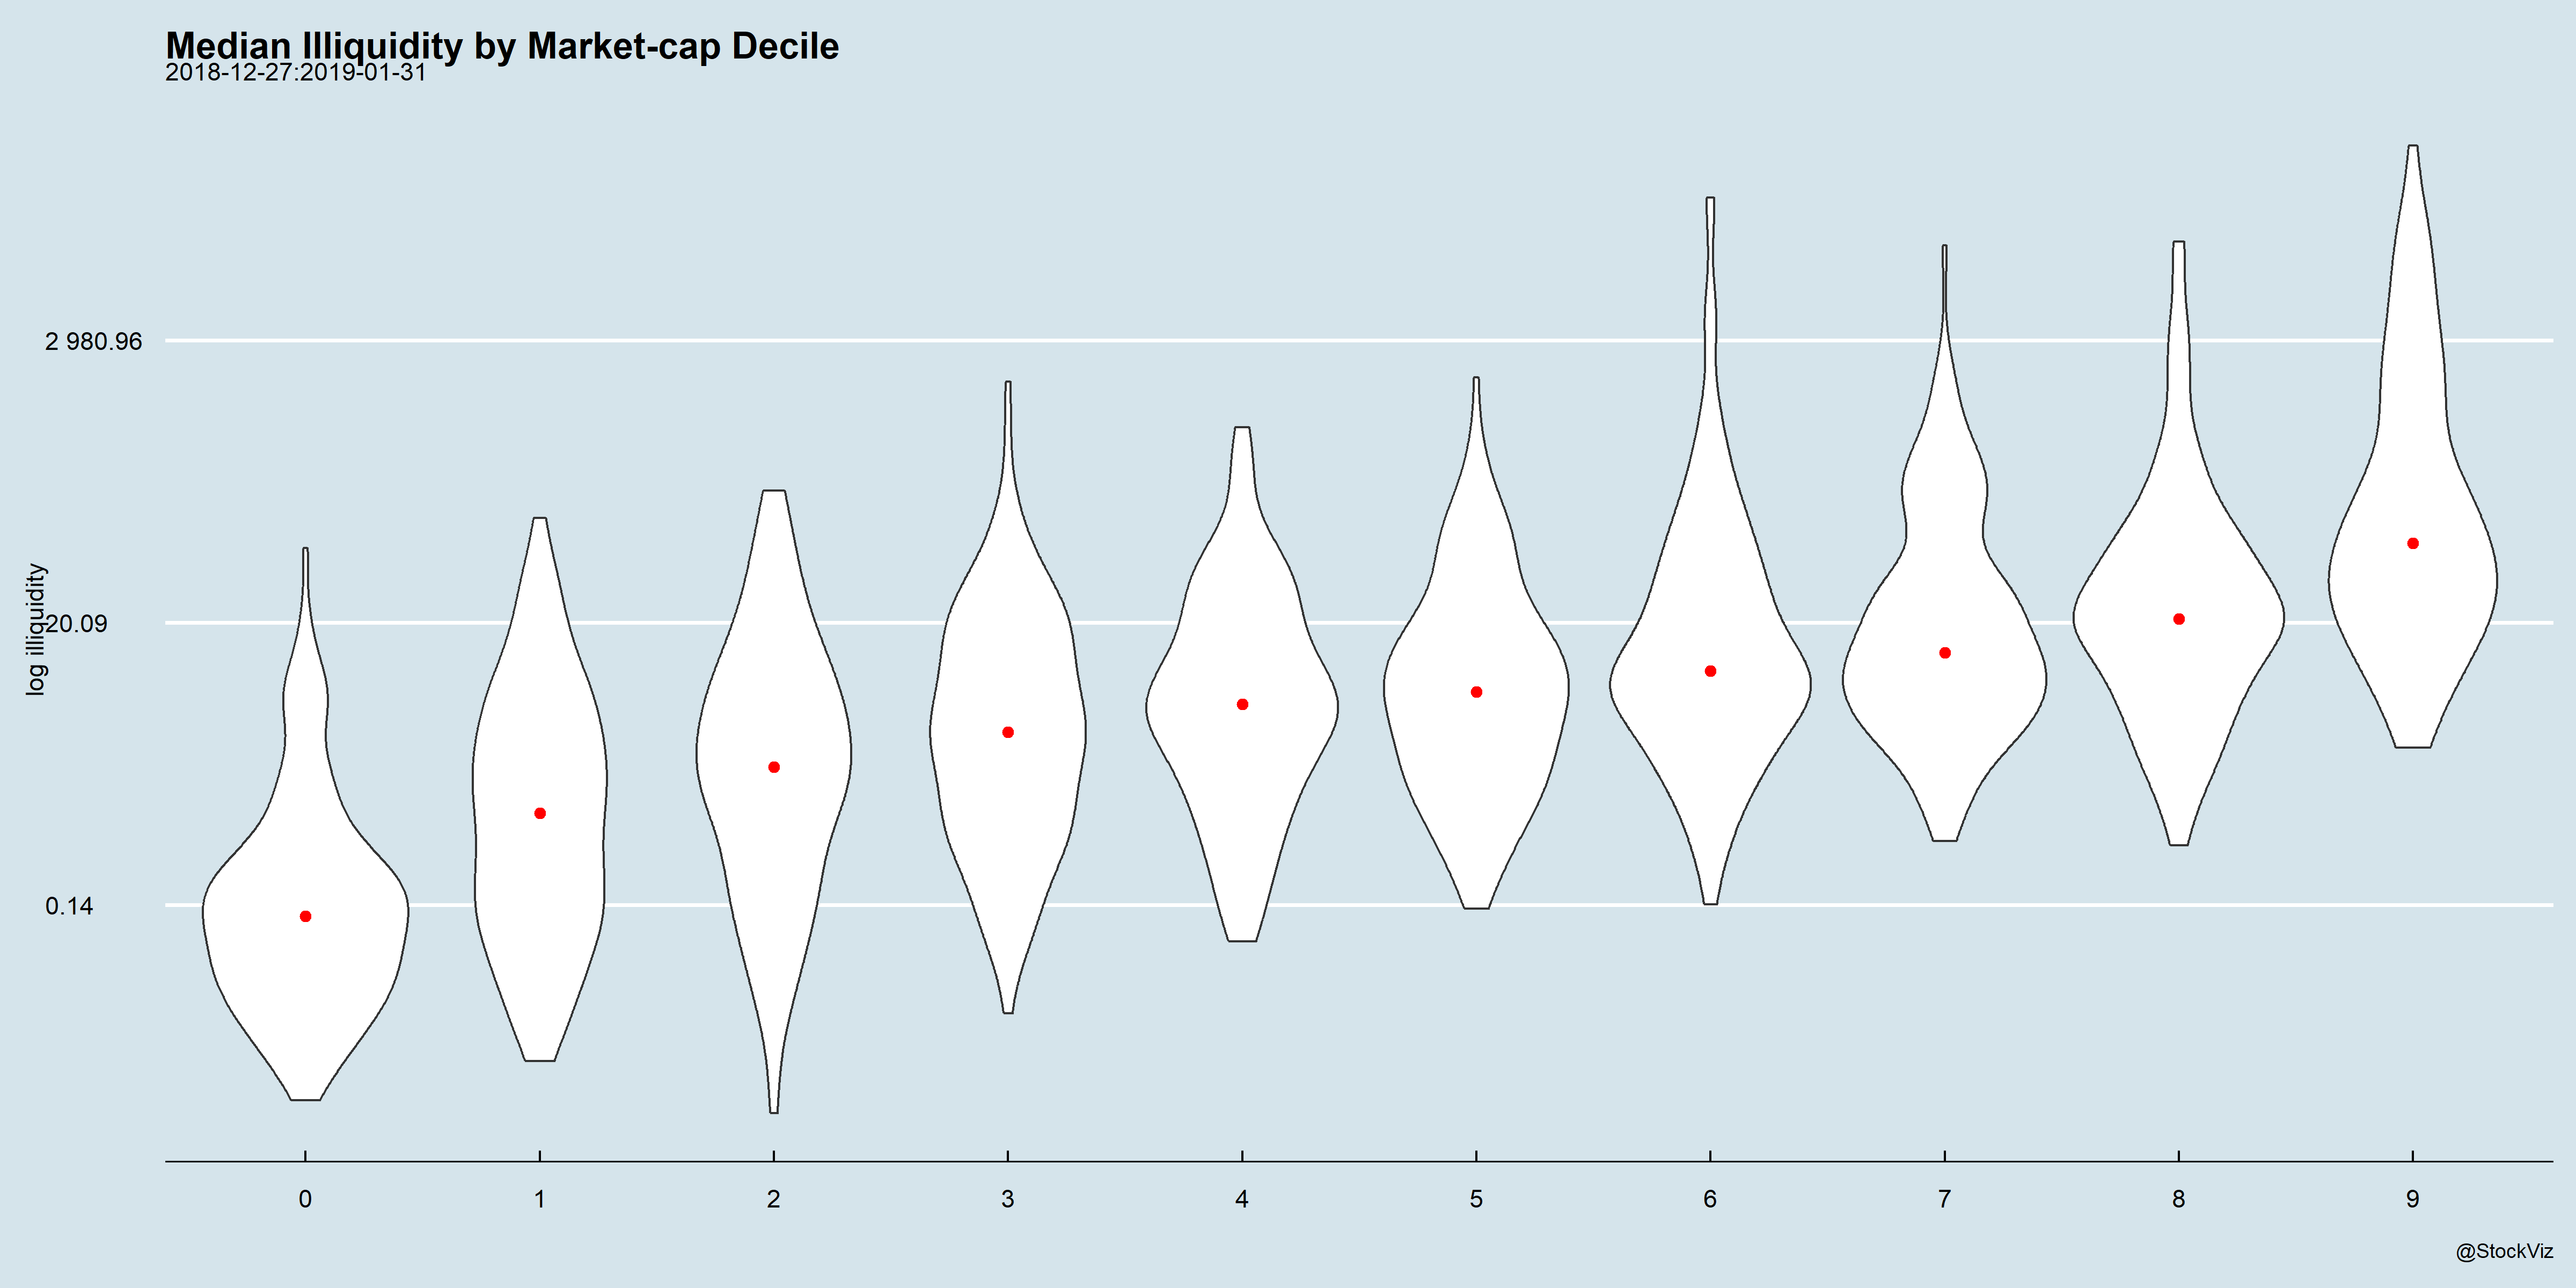 Median Illiquidity by Market-cap Decile
2018-12-27:2019-01-31
log illiquidity
2 980.96
20.09
0.14
0 1 2 3 4 5 6 7 8 9
@StockViz